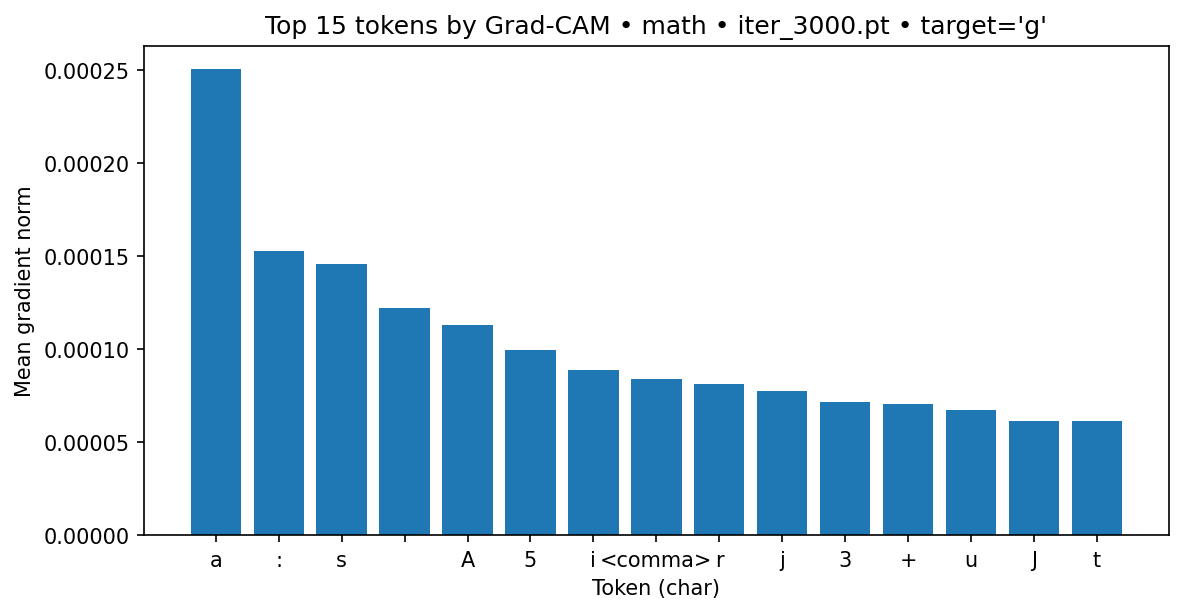 Top 15 tokens by Grad-CAM • math • iter_3000.pt • target='g'
Mean gradient norm
0.00025
0.00020
0.00015
0.00010
0.00005
0.00000
a : s A 5 i <comma> r j 3 + u J t
Token (char)